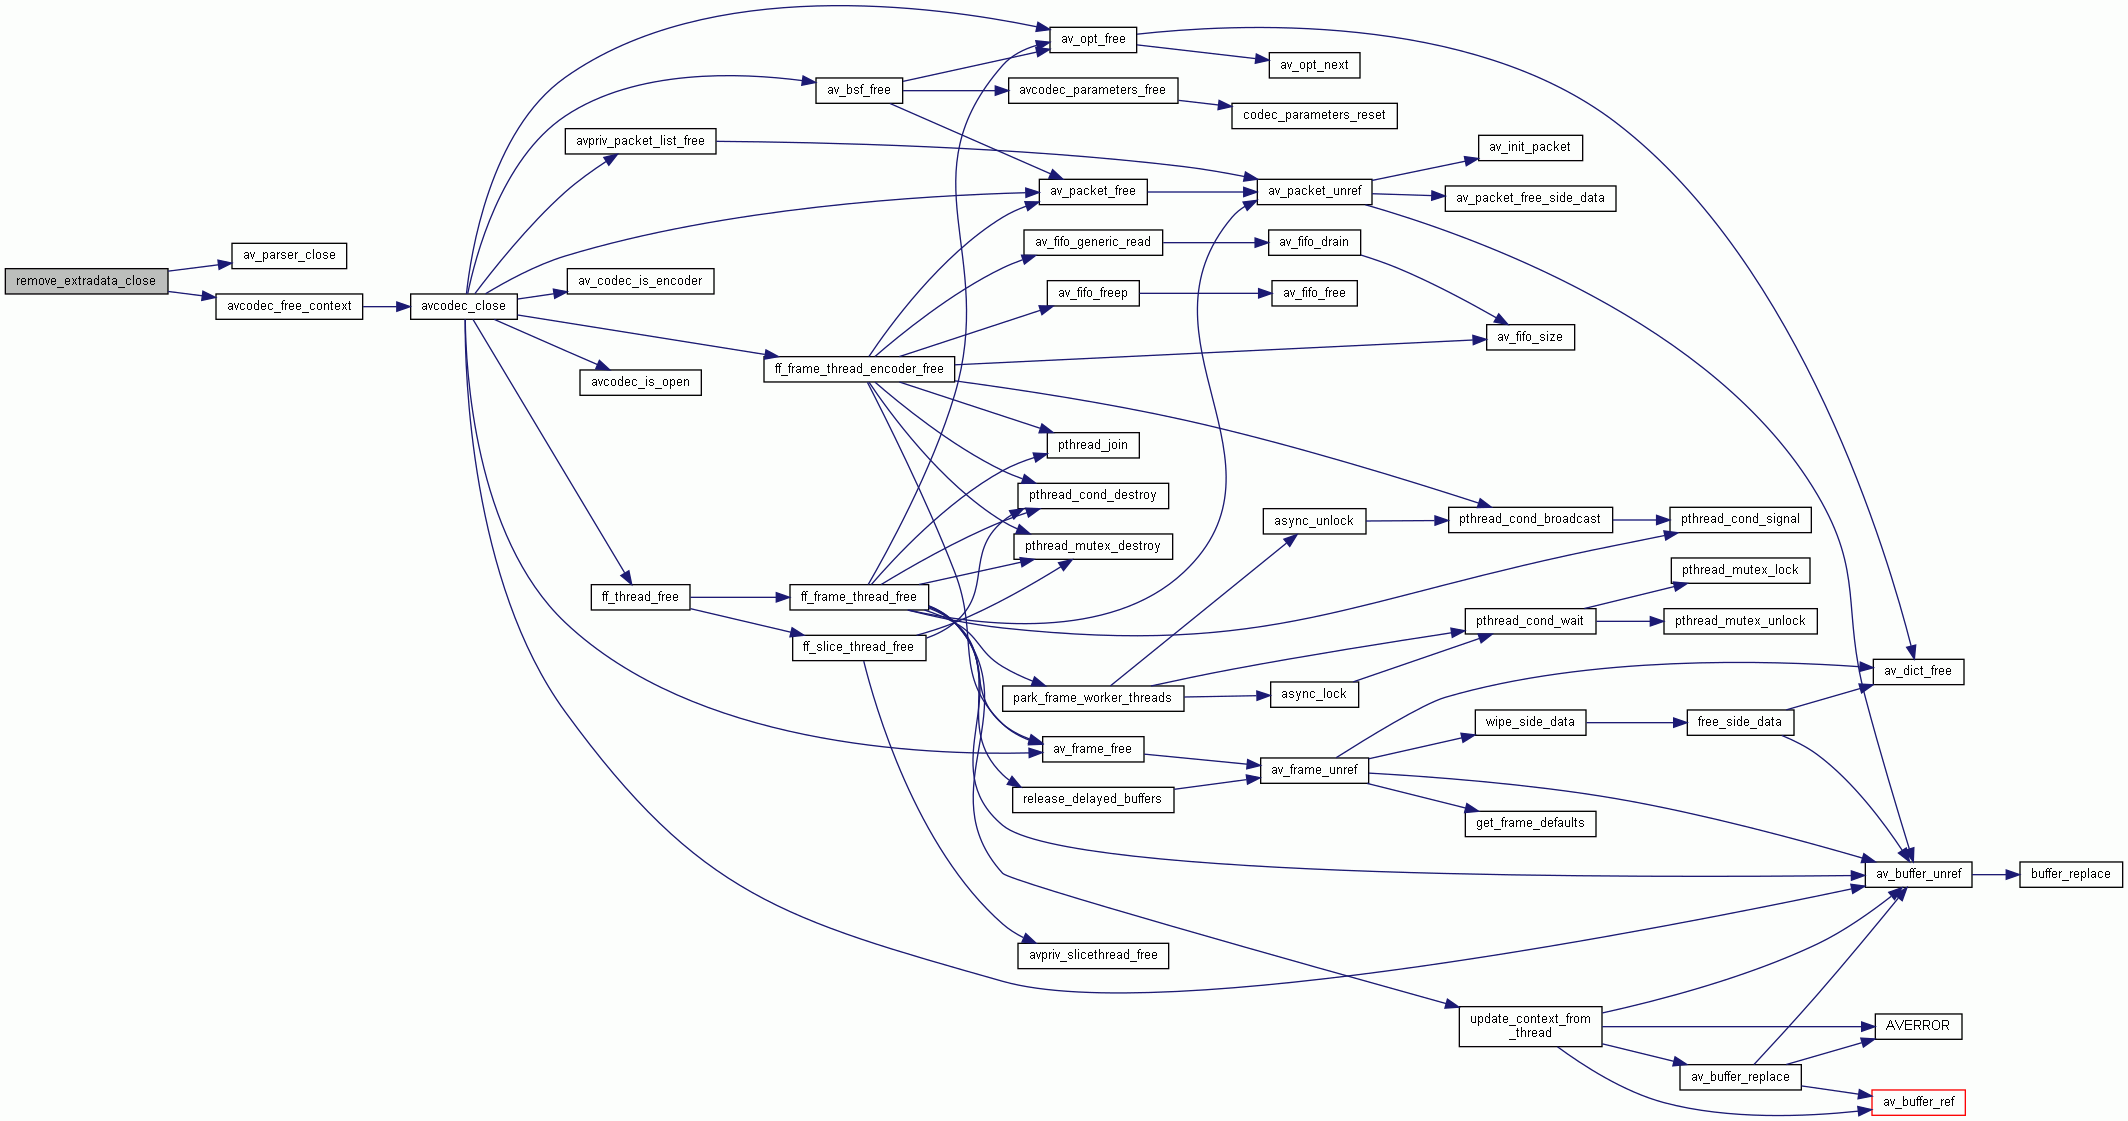 remove_extradata_close
av_parser_close
avcodec_free_context
avcodec_close
avpriv_packet_list_free
av_codec_is_encoder
avcodec_is_open
ff_thread_free
av_bsf_free
ff_frame_thread_encoder_free
ff_frame_thread_free
ff_slice_thread_free
av_opt_free
avcodec_parameters_free
av_packet_free
av_fifo_generic_read
av_fifo_freep
pthread_join
pthread_cond_destroy
pthread_mutex_destroy
park_frame_worker_threads
av_frame_free
release_delayed_buffers
avpriv_slicethread_free
av_opt_next
codec_parameters_reset
av_packet_unref
av_fifo_drain
av_fifo_free
async_unlock
async_lock
av_frame_unref
av_init_packet
av_packet_free_side_data
av_fifo_size
pthread_cond_broadcast
pthread_cond_wait
wipe_side_data
get_frame_defaults
update_context_from
_thread
pthread_cond_signal
pthread_mutex_lock
pthread_mutex_unlock
free_side_data
av_buffer_replace
av_dict_free
av_buffer_unref
AVERROR
av_buffer_ref
buffer_replace